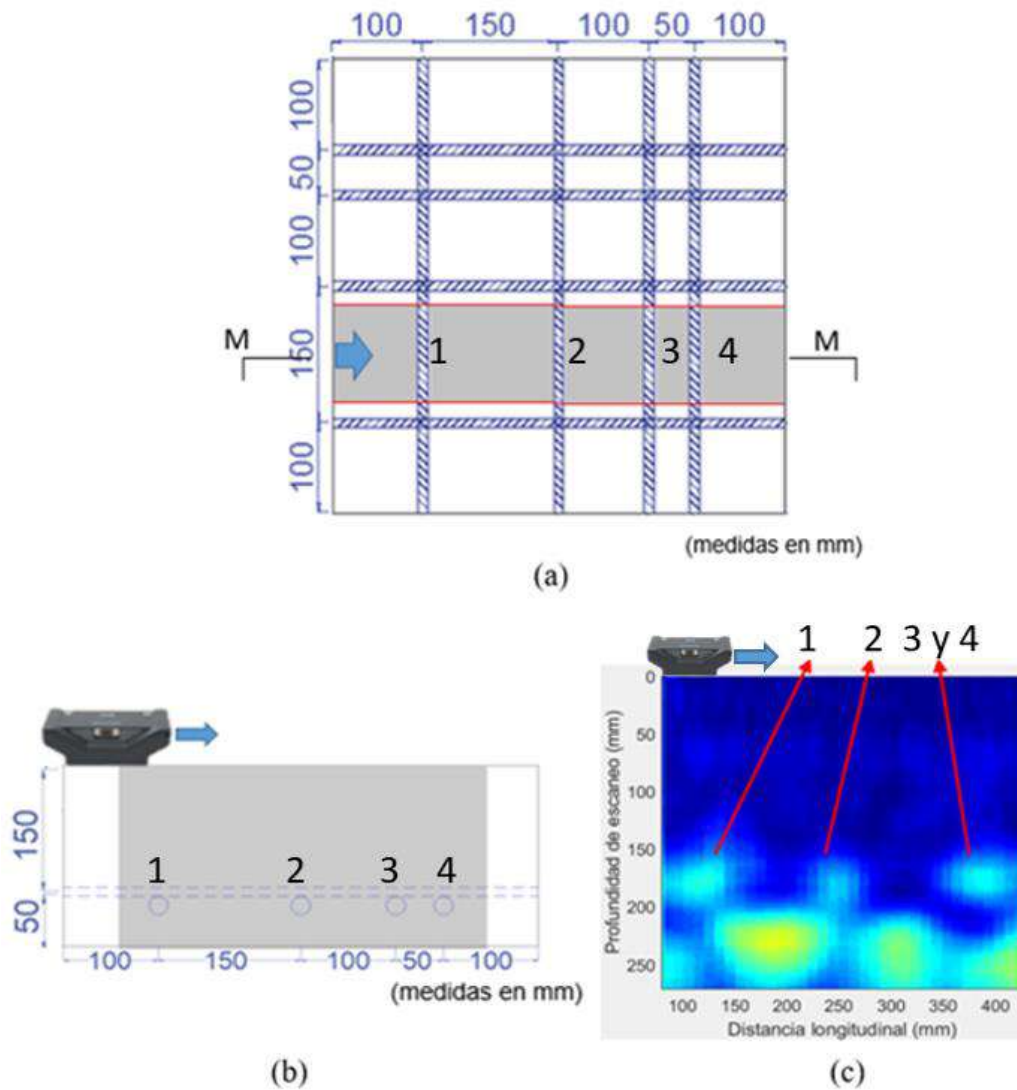 100 150 100 50 100
100
50
100
150
100
M 1 2 3 4 M
(medidas en mm)
(a)
1 2 3 y 4
0
50
100
150
200
250
Profundidad de escaneo (mm)
100 150 200 250 300 350 400
Distancia longitudinal (mm)
150
50
1 2 3 4
100 150 100 50 100
(medidas en mm)
(b) (c)